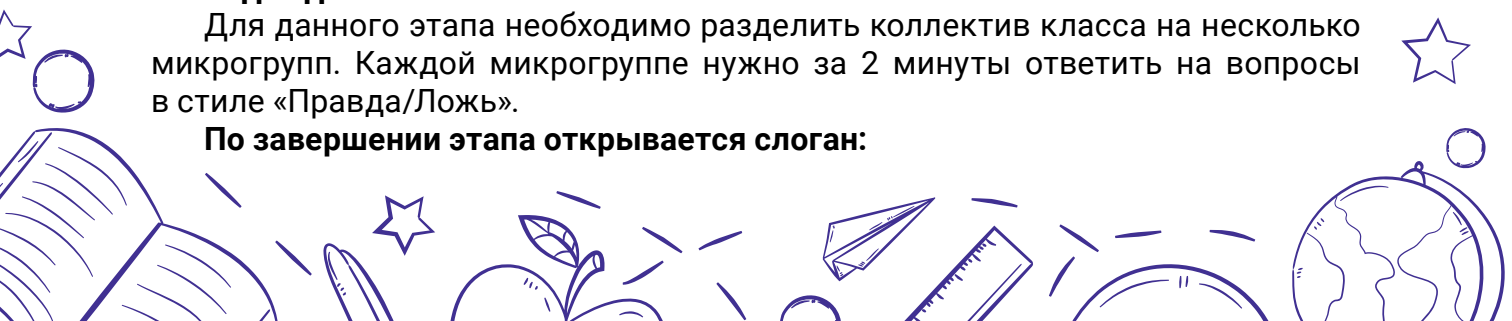 Для данного этапа необходимо разделить коллектив класса на несколько
микрогрупп. Каждой микрогруппе нужно за 2 минуты ответить на вопросы
в стиле «Правда/Ложь».
По завершении этапа открывается слоган: